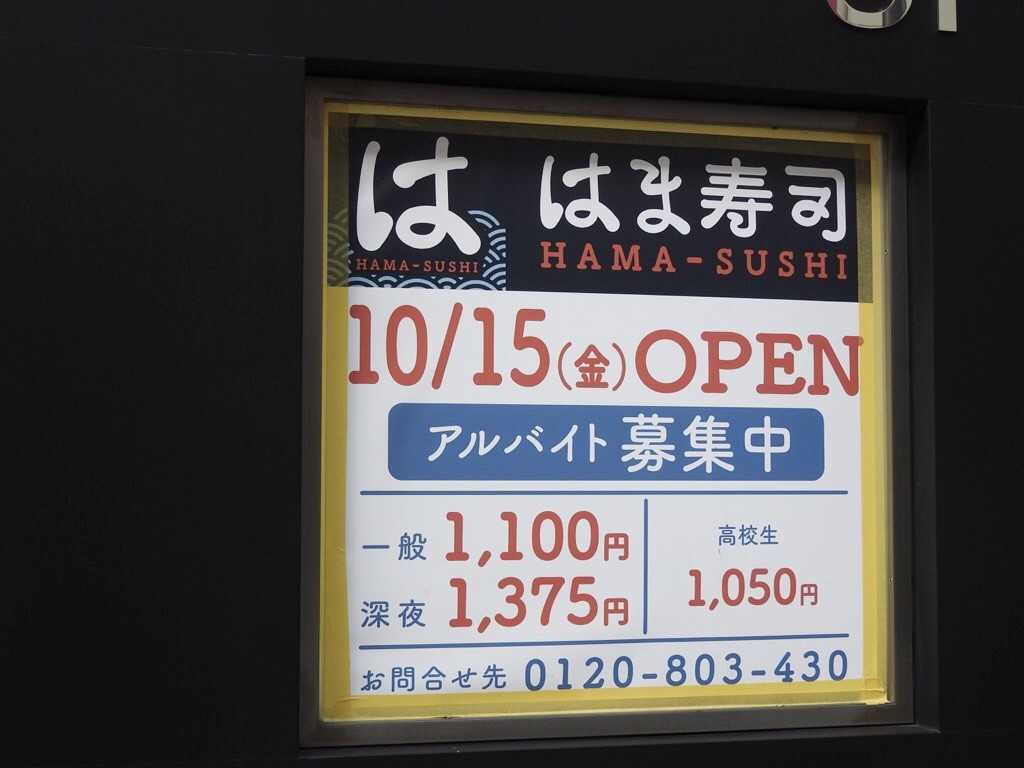 は
HAMA-SUSHI
はま寿司
HAMA-SUSHI
10/15(金)OPEN
アルバイト募集中
一般 1,100円
深夜 1,375円
高校生
1,050円
お問合せ先 0120-803-430